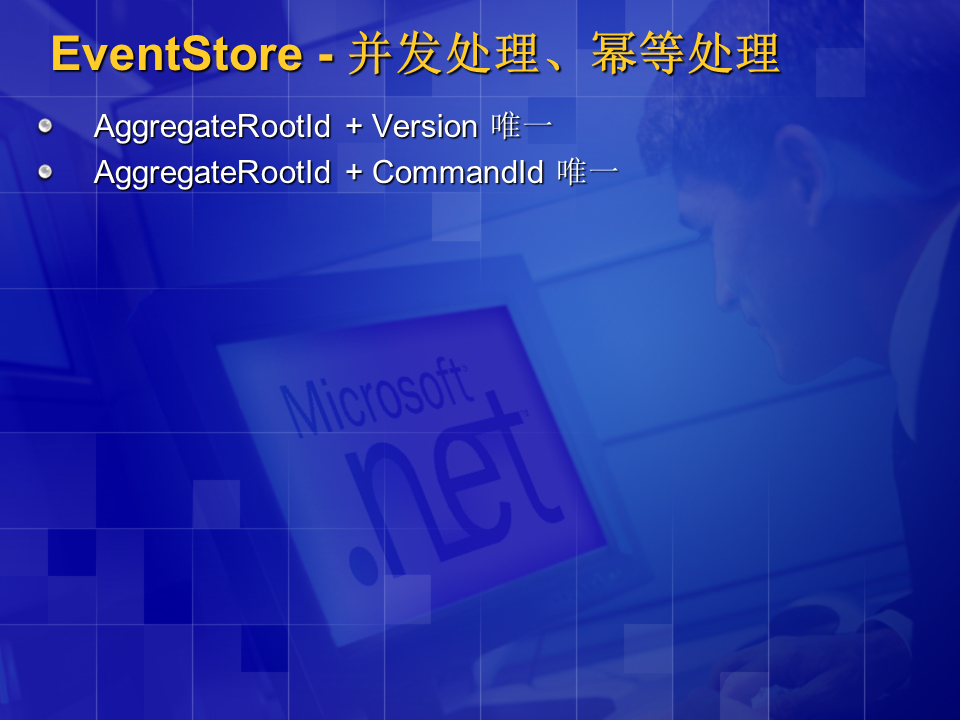 EventStore - 并发处理、幂等处理
AggregateRootId + Version 唯一
AggregateRootId + CommandId 唯一
Microsoft
.net